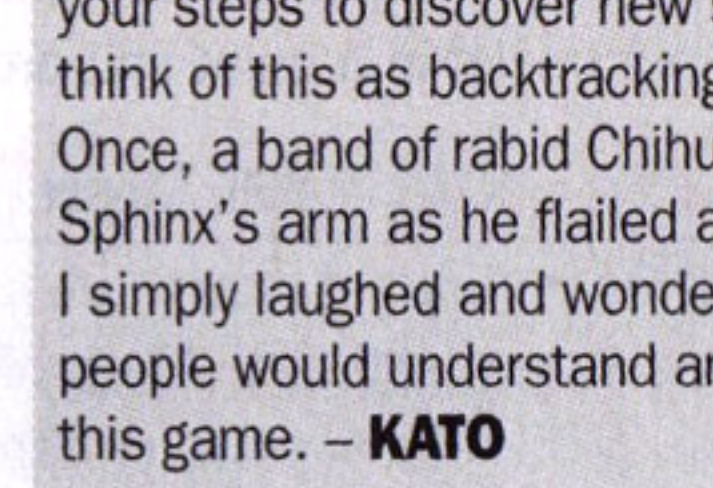 your steps to discover new
think of this as backtracking
Once, a band of rabid Chihu
Sphinx's arm as he flailed a
I simply laughed and wonde
people would understand an
this game. – KATO